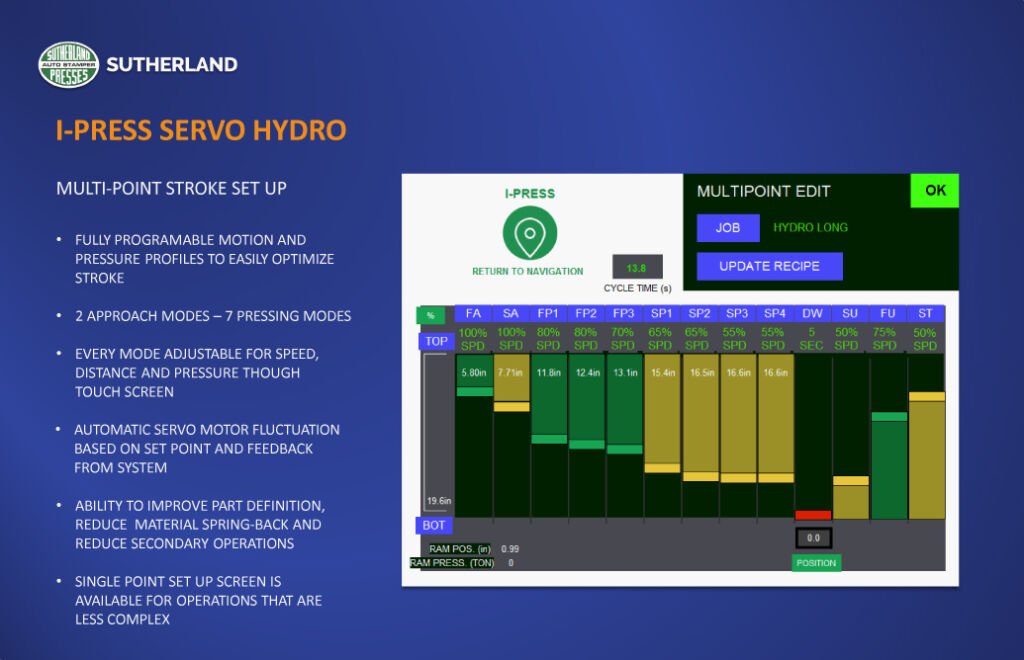 SUTHERLAND
AUTO STAMPER
PRESSES
SUTHERLAND
I-PRESS SERVO HYDRO
MULTI-POINT STROKE SET UP
• FULLY PROGRAMABLE MOTION AND
PRESSURE PROFILES TO EASILY OPTIMIZE
STROKE
• 2 APPROACH MODES – 7 PRESSING MODES
• EVERY MODE ADJUSTABLE FOR SPEED,
DISTANCE AND PRESSURE THOUGH
TOUCH SCREEN
• AUTOMATIC SERVO MOTOR FLUCTUATION
BASED ON SET POINT AND FEEDBACK
FROM SYSTEM
• ABILITY TO IMPROVE PART DEFINITION,
REDUCE MATERIAL SPRING-BACK AND
REDUCE SECONDARY OPERATIONS
• SINGLE POINT SET UP SCREEN IS
AVAILABLE FOR OPERATIONS THAT ARE
LESS COMPLEX
I-PRESS
RETURN TO NAVIGATION
13.8
CYCLE TIME (s)
MULTIPOINT EDIT
OK
JOB HYDRO LONG
UPDATE RECIPE
% FA SA FP1 FP2 FP3 SP1 SP2 SP3 SP4 DW SU FU ST
100% 100% 80% 80% 70% 65% 65% 55% 55% 5 50% 75% 50%
TOP SPD SPD SPD SPD SPD SPD SPD SPD SPD SEC SPD SPD SPD
5.80in 7.71in 11.8in 12.4in 13.1in 15.4in 16.5in 16.6in 16.6in
19.6in
BOT
0.0
RAM POS. (in) 0.99
RAM PRESS. (TON) 0
POSITION